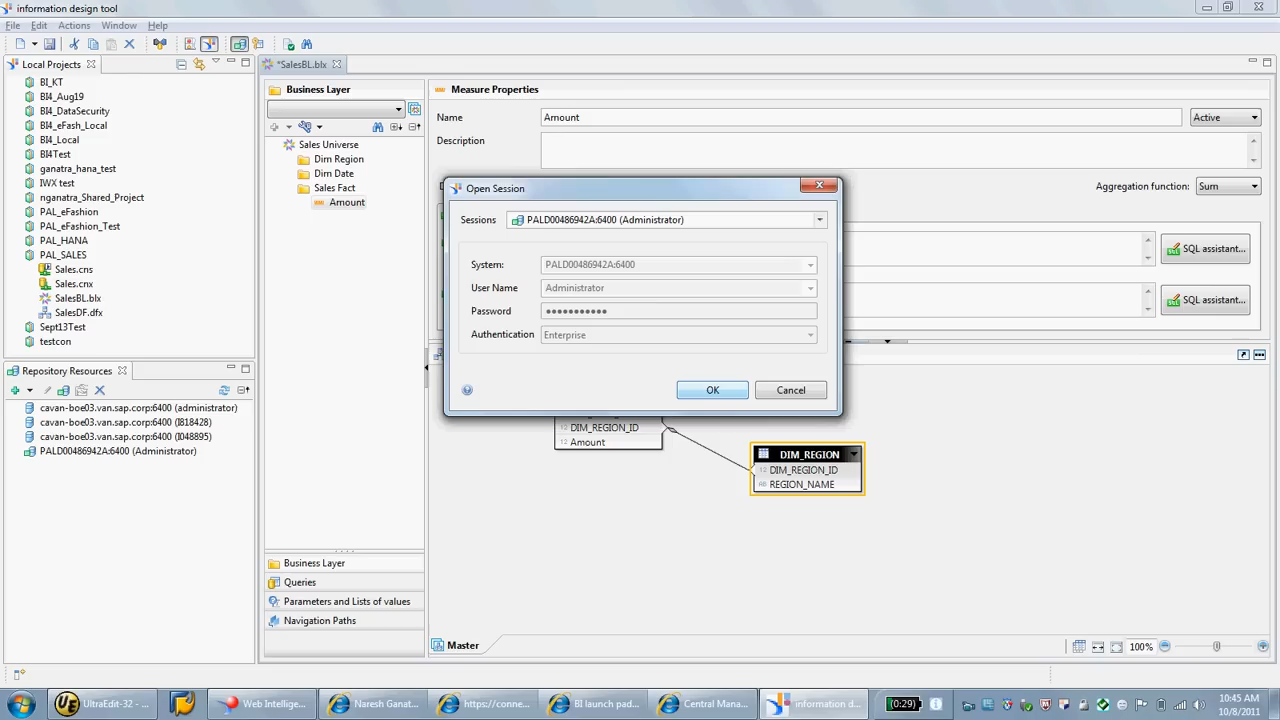 information design tool
File Edit Actions Window Help
Local Projects
*SalesBL.blx
BI_KT
BI4_Aug19
BI4_DataSecurity
BI4_eFash_Local
BI4_Local
BI4Test
ganatra_hana_test
IWX test
nganatra_Shared_Project
PAL_eFashion
PAL_eFashion_Test
PAL_HANA
PAL_SALES
Sales.cns
Sales.cnx
SalesBL.blx
SalesDF.dfx
Sept13Test
testcon
Repository Resources
cavan-boe03.van.sap.corp:6400 (administrator)
cavan-boe03.van.sap.corp:6400 (I818428)
cavan-boe03.van.sap.corp:6400 (I048895)
PALD00486942A:6400 (Administrator)
Business Layer
Sales Universe
Dim Region
Dim Date
Sales Fact
Amount
Business Layer
Queries
Parameters and Lists of values
Navigation Paths
Measure Properties
Name Amount Active
Description
Aggregation function: Sum
SQL assistant...
SQL assistant...
Open Session
Sessions PALD00486942A:6400 (Administrator)
System: PALD00486942A:6400
User Name Administrator
Password •••••••••••
Authentication Enterprise
OK Cancel
DIM_REGION_ID
12 Amount
DIM_REGION
12 DIM_REGION_ID
AB REGION_NAME
Master
100%
UltraEdit-32 - ...
Web Intellige...
Naresh Ganat...
https://conne...
BI launch pad...
Central Mana...
information d...
(0:29)
10:45 AM
10/8/2011